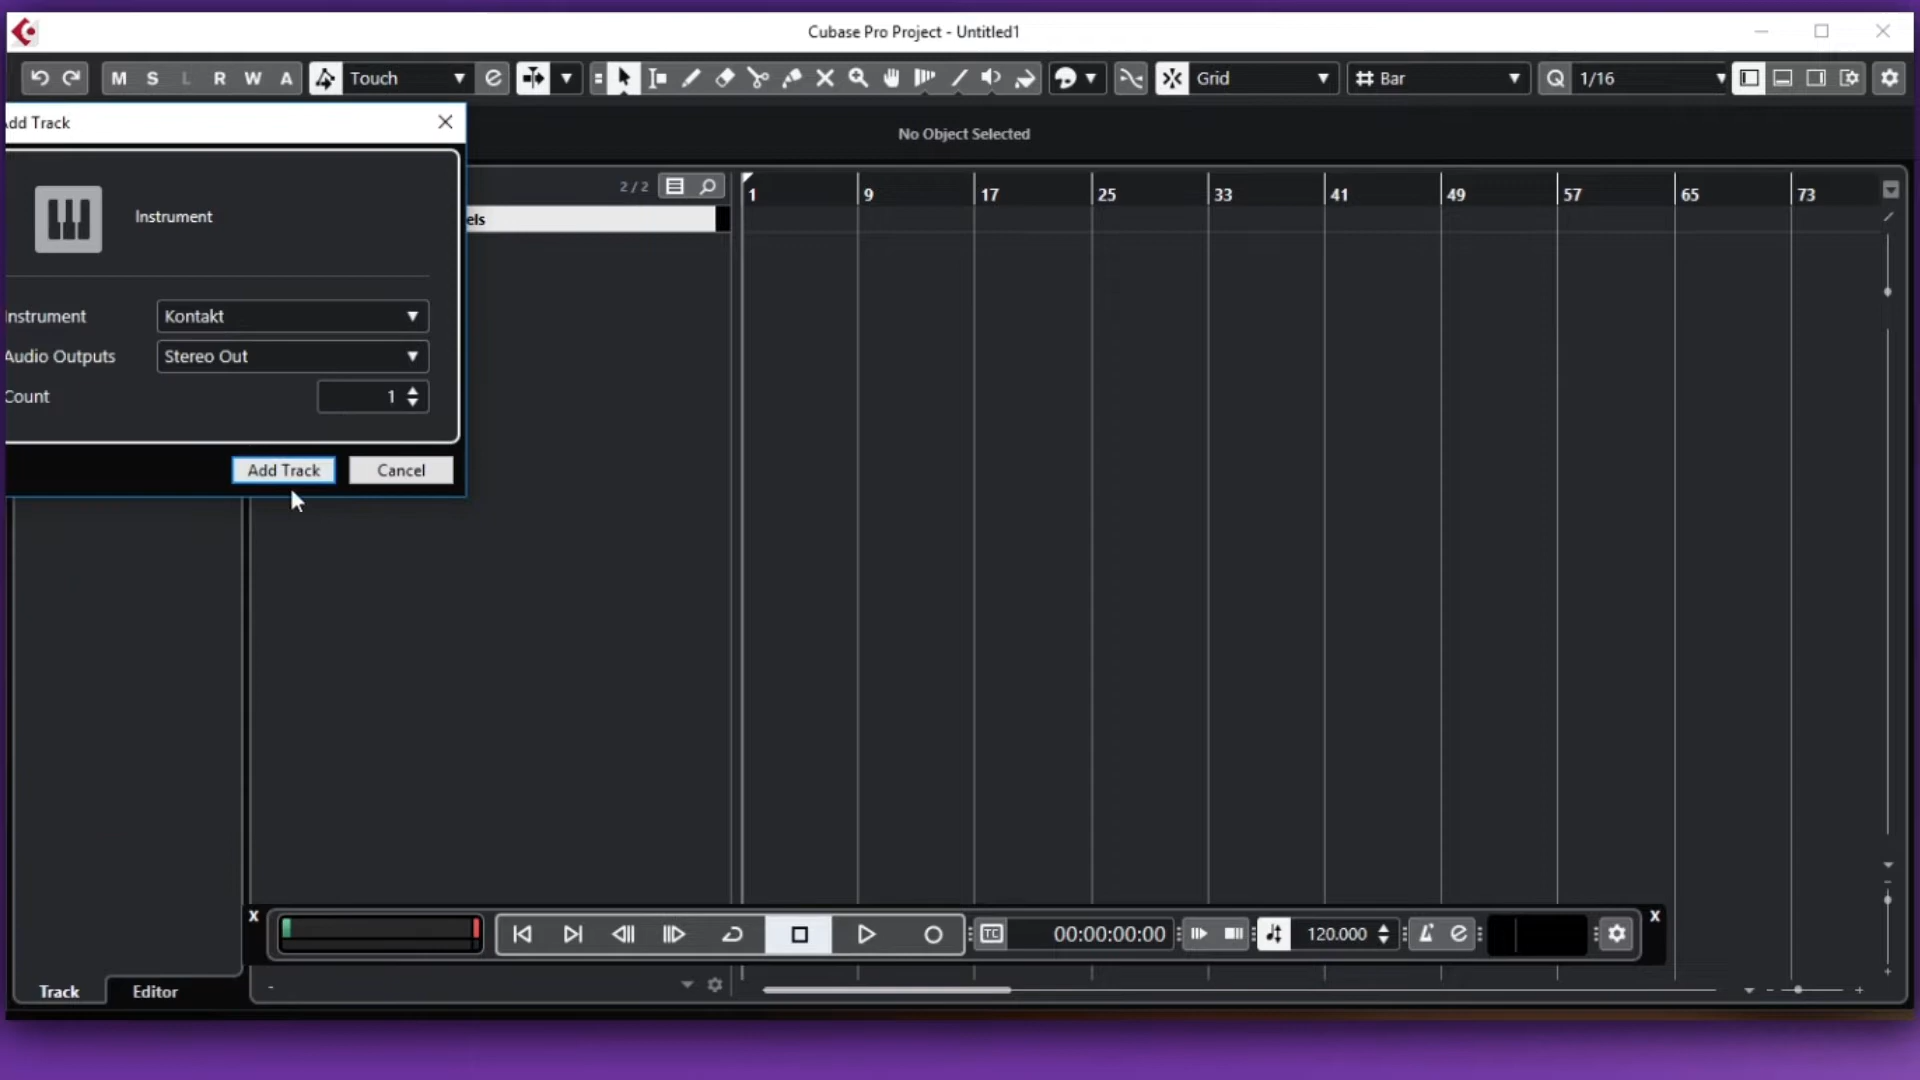 Cubase Pro Project - Untitled1
M S L R W A Touch Grid Bar Q 1/16
dd Track
No Object Selected
Instrument
2 / 2
els
1 9 17 25 33 41 49 57 65 73
Instrument Kontakt
Audio Outputs Stereo Out
Count 1
Add Track Cancel
X X
TC 00:00:00:00 120.000
Track Editor